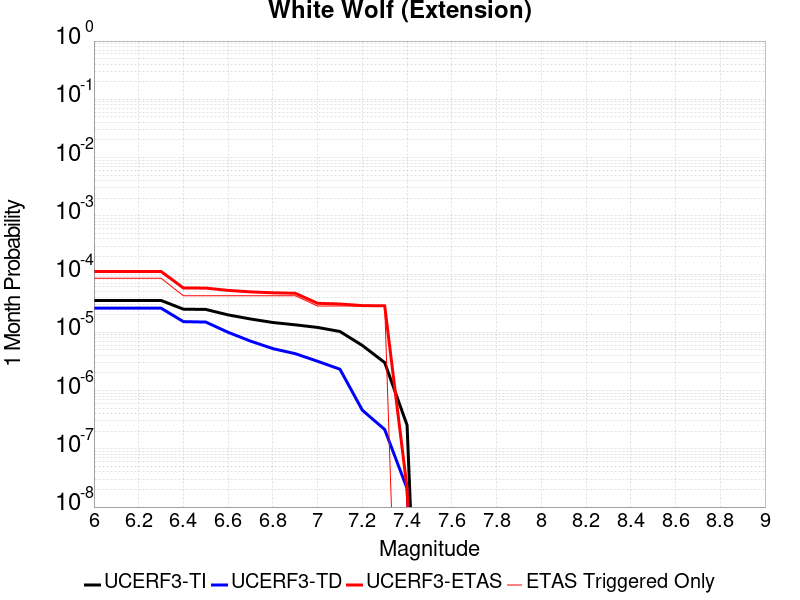 White Wolf (Extension)
1 Month Probability
10^0
10^-1
10^-2
10^-3
10^-4
10^-5
10^-6
10^-7
10^-8
6 6.2 6.4 6.6 6.8 7 7.2 7.4 7.6 7.8 8 8.2 8.4 8.6 8.8 9
Magnitude
UCERF3-TI UCERF3-TD UCERF3-ETAS ETAS Triggered Only